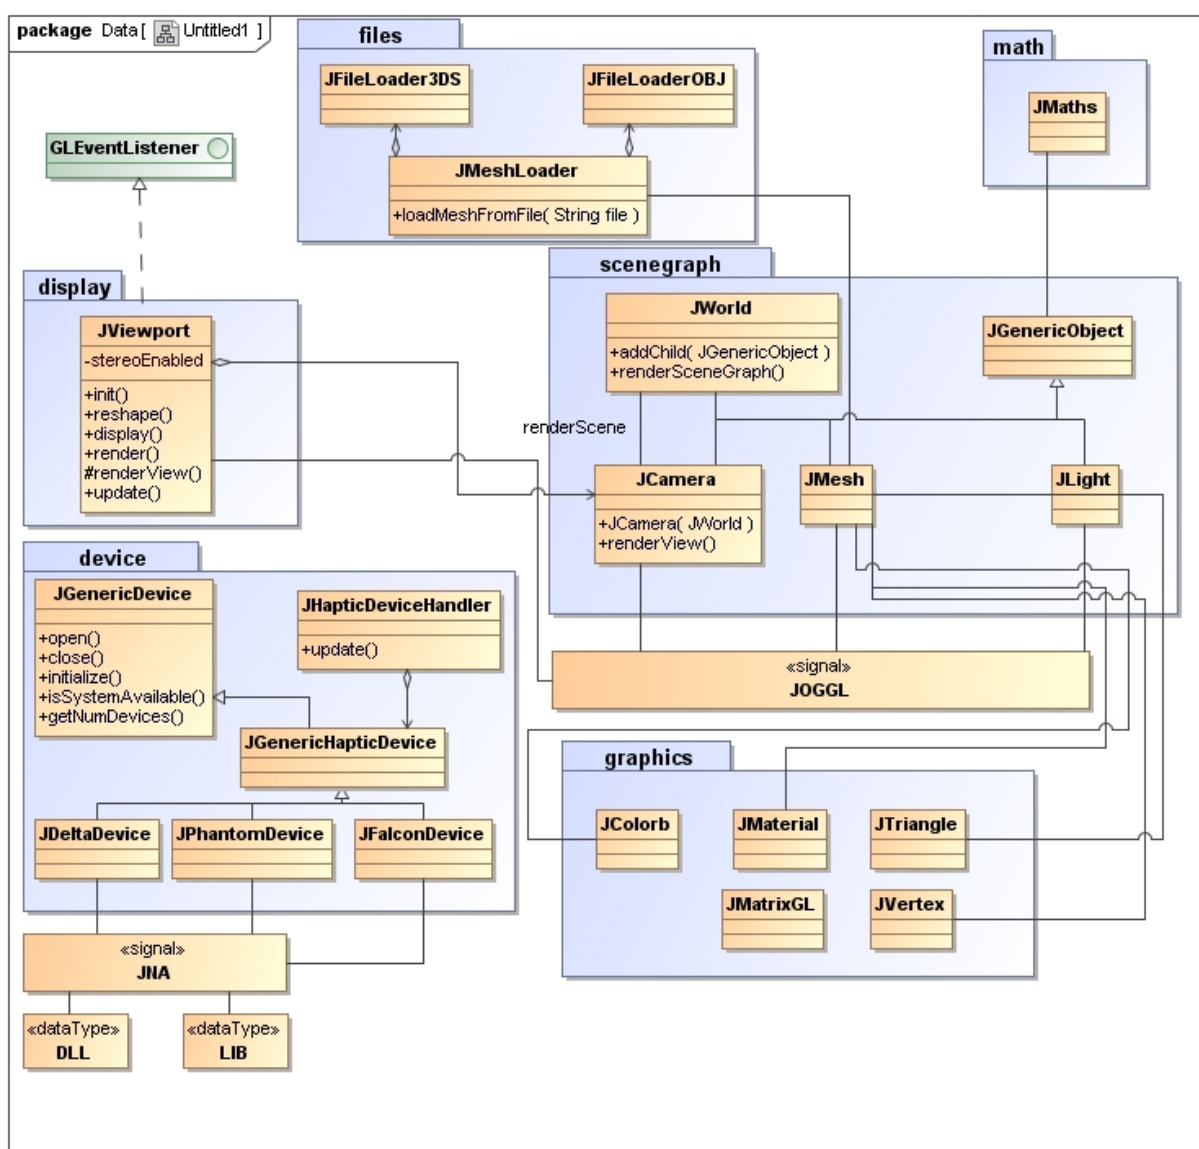 package Data [ Untitled1 ]
files
JFileLoader3DS
JFileLoaderOBJ
JMeshLoader
+loadMeshFromFile( String file )
math
JMaths
GLEventListener
display
JViewport
-stereoEnabled
+init()
+reshape()
+display()
+render()
#renderView()
+update()
scenegraph
JWorld
+addChild( JGenericObject )
+renderSceneGraph()
JGenericObject
renderScene
JCamera
+JCamera( JWorld )
+renderView()
JMesh
JLight
device
JGenericDevice
+open()
+close()
+initialize()
+isSystemAvailable()
+getNumDevices()
JHapticDeviceHandler
+update()
JGenericHapticDevice
JDeltaDevice
JPhantomDevice
JFalconDevice
«signal»
JOGGL
graphics
JColorb
JMaterial
JTriangle
JMatrixGL
JVertex
«signal»
JNA
«dataType»
DLL
«dataType»
LIB